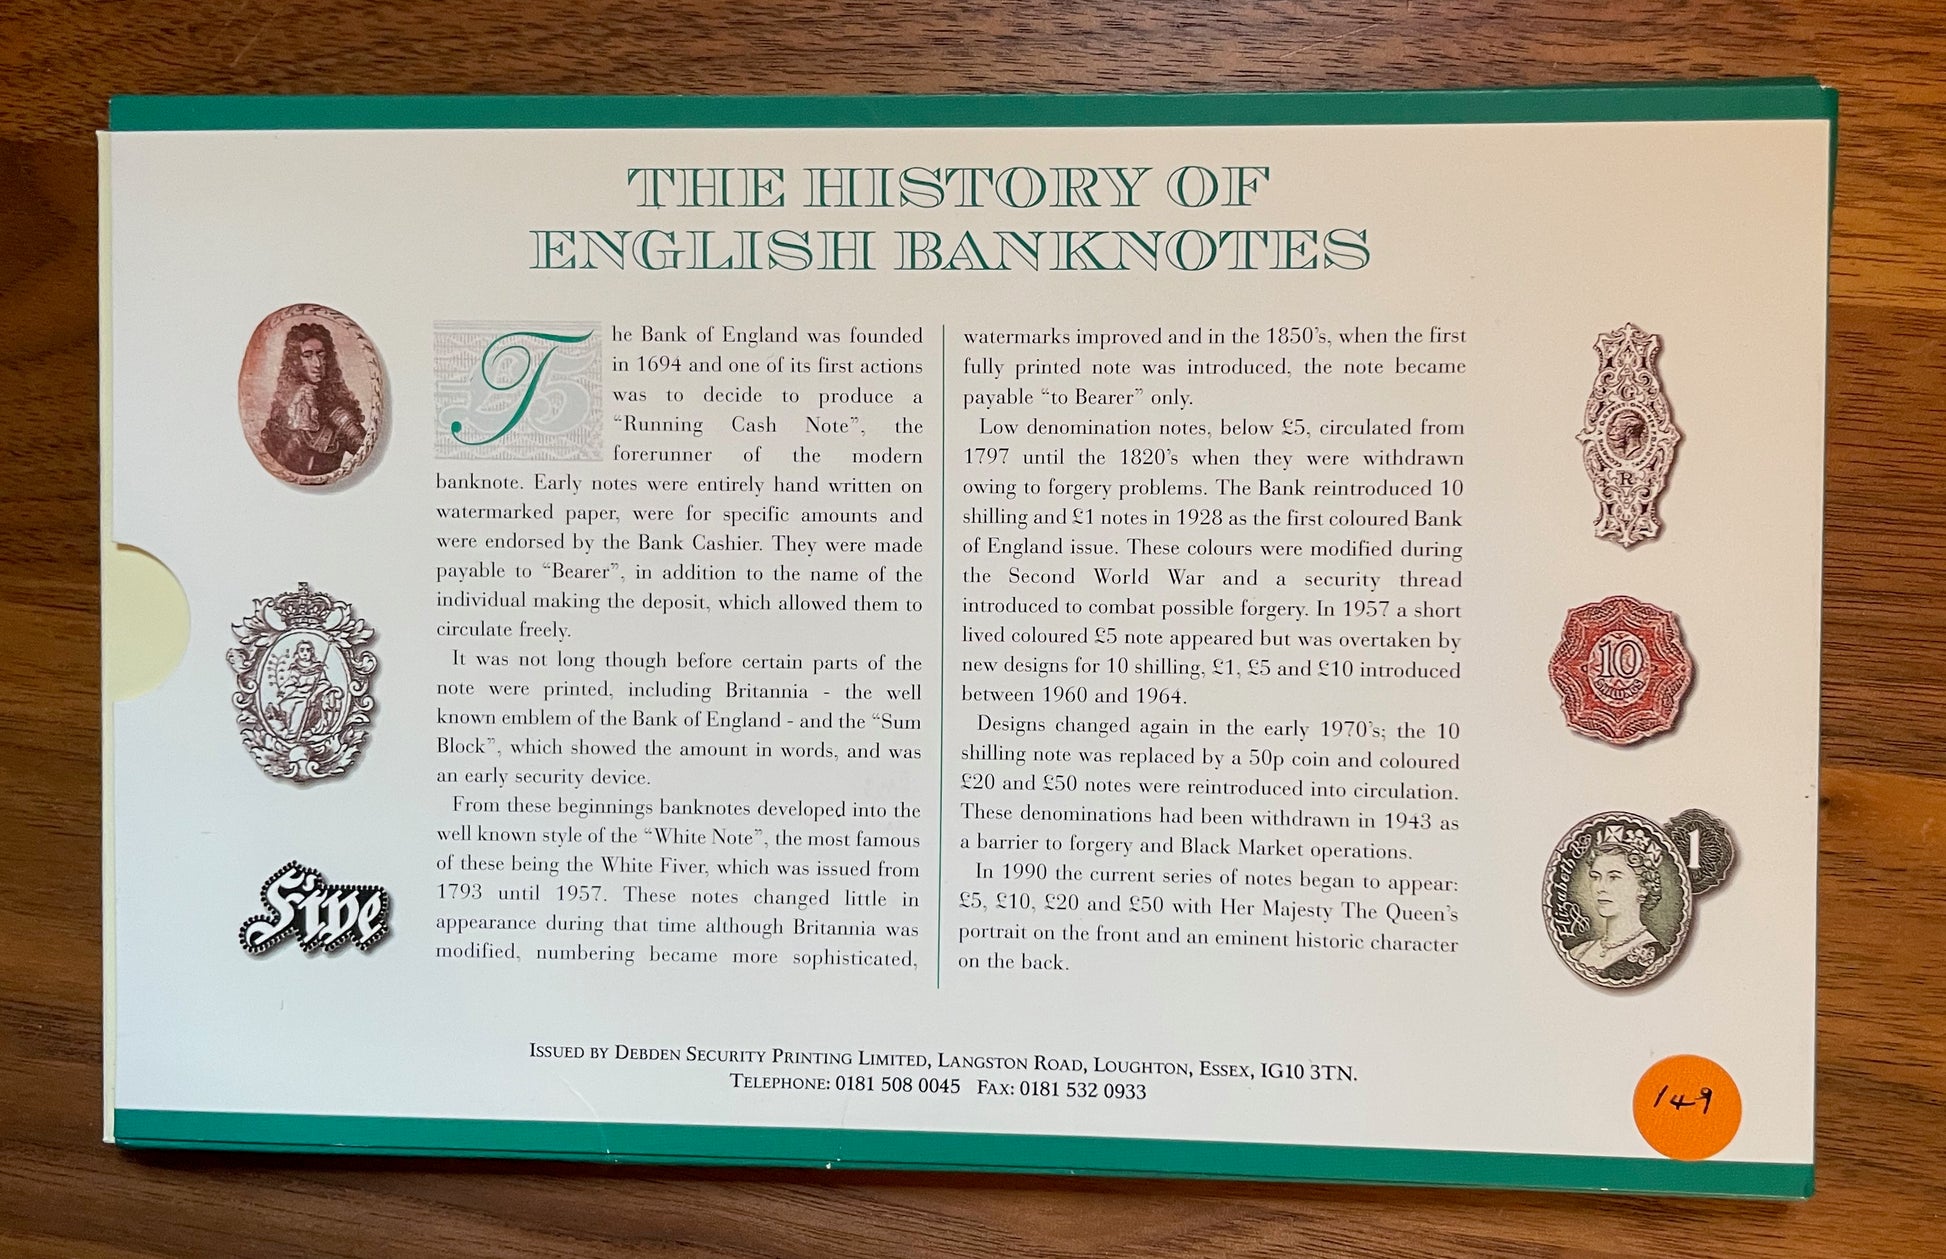 THE HISTORY OF
ENGLISH BANKNOTES
The Bank of England was founded
in 1694 and one of its first actions
was to decide to produce a
“Running Cash Note”, the
forerunner of the modern
banknote. Early notes were entirely hand written on
watermarked paper, were for specific amounts and
were endorsed by the Bank Cashier. They were made
payable to “Bearer”, in addition to the name of the
individual making the deposit, which allowed them to
circulate freely.
It was not long though before certain parts of the
note were printed, including Britannia - the well
known emblem of the Bank of England - and the “Sum
Block”, which showed the amount in words, and was
an early security device.
From these beginnings banknotes developed into the
well known style of the “White Note”, the most famous
of these being the White Fiver, which was issued from
1793 until 1957. These notes changed little in
appearance during that time although Britannia was
modified, numbering became more sophisticated,
watermarks improved and in the 1850’s, when the first
fully printed note was introduced, the note became
payable “to Bearer” only.
Low denomination notes, below £5, circulated from
1797 until the 1820’s when they were withdrawn
owing to forgery problems. The Bank reintroduced 10
shilling and £1 notes in 1928 as the first coloured Bank
of England issue. These colours were modified during
the Second World War and a security thread
introduced to combat possible forgery. In 1957 a short
lived coloured £5 note appeared but was overtaken by
new designs for 10 shilling, £1, £5 and £10 introduced
between 1960 and 1964.
Designs changed again in the early 1970’s; the 10
shilling note was replaced by a 50p coin and coloured
£20 and £50 notes were reintroduced into circulation.
These denominations had been withdrawn in 1943 as
a barrier to forgery and Black Market operations.
In 1990 the current series of notes began to appear:
£5, £10, £20 and £50 with Her Majesty The Queen’s
portrait on the front and an eminent historic character
on the back.
£5
Five
G
R
10
SHILLINGS
Elizabeth R
1
ISSUED BY DEBDEN SECURITY PRINTING LIMITED, LANGSTON ROAD, LOUGHTON, ESSEX, IG10 3TN.
TELEPHONE: 0181 508 0045 FAX: 0181 532 0933
149